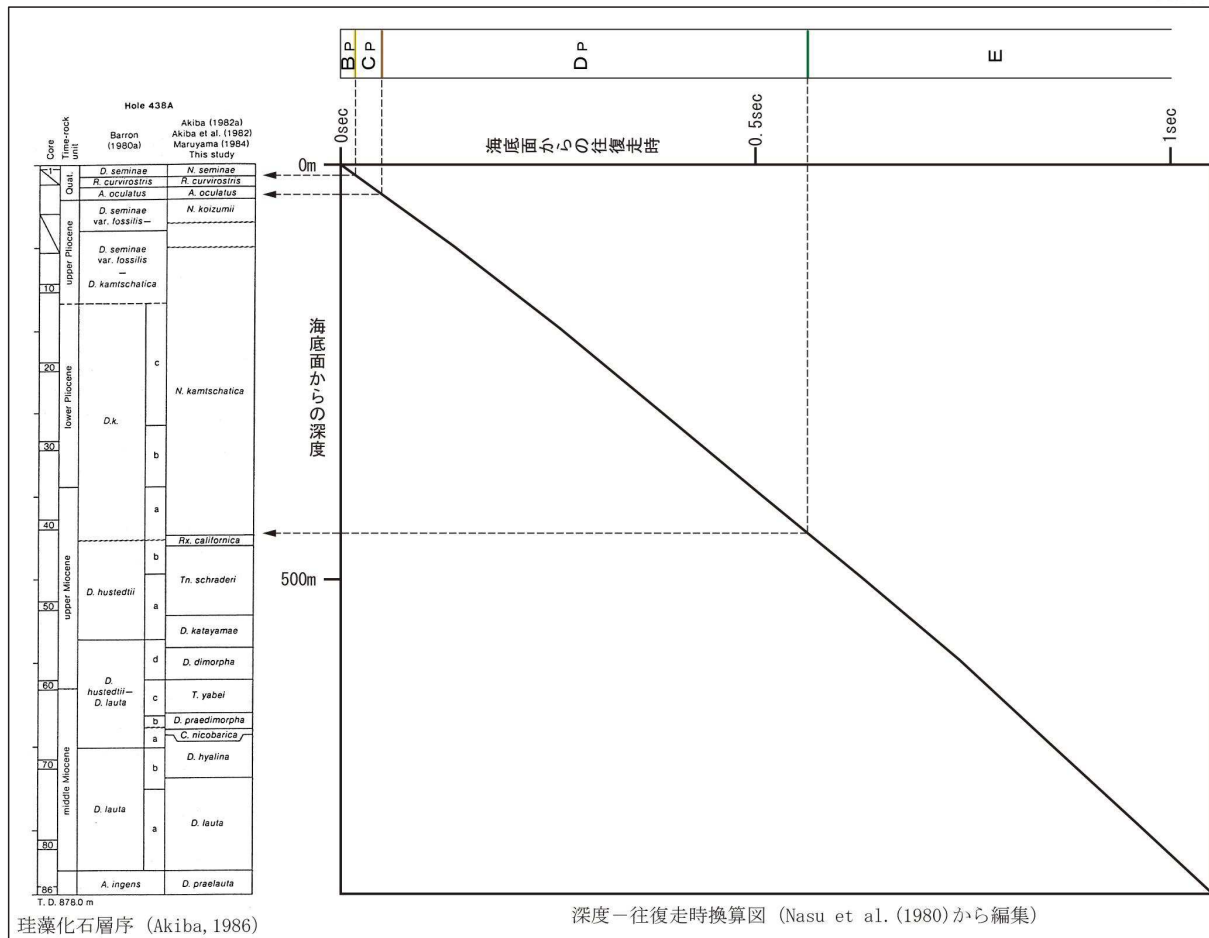 BP
CP
DP
E
0sec
0.5sec
1sec
海底面からの往復走時
0m
500m
海底面からの深度
Hole 438A
Core
Time-rock unit
Barron
(1980a)
Akiba (1982a)
Akiba et al. (1982)
Maruyama (1984)
This study
1
10
20
30
40
50
60
70
80
86
Quat.
upper Pliocene
lower Pliocene
upper Miocene
middle Miocene
D. seminae
R. curvirostris
A. oculatus
D. seminae
var. fossilis—
D. seminae
var. fossilis
—
D. kamtschatica
D.k.
c
b
a
D. hustedtii
b
a
D.
hustedtii—
D. lauta
d
c
b
a
D. lauta
b
a
A. ingens
N. seminae
R. curvirostris
A. oculatus
N. koizumii
N. kamtschatica
Rx. californica
Tn. schraderi
D. katayamae
D. dimorpha
T. yabei
D. praedimorpha
C. nicobarica
D. hyalina
D. lauta
D. praelauta
T. D. 878.0 m
珪藻化石層序 (Akiba,1986)
深度－往復走時換算図 (Nasu et al.(1980)から編集)